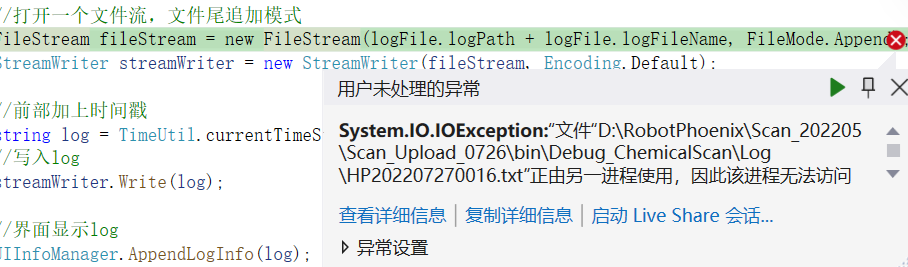 //打开一个文件流，文件尾追加模式
FileStream fileStream = new FileStream(logFile.logPath + logFile.logFileName, FileMode.Append
StreamWriter streamWriter = new StreamWriter(fileStream, Encoding.Default);
//前部加上时间戳
string log = TimeUtil.currentTimeS
//写入log
streamWriter.Write(log);
//界面显示log
UIInfoManager.AppendLogInfo(log);
用户未处理的异常
System.IO.IOException:“文件“D:\RobotPhoenix\Scan_202205
\Scan_Upload_0726\bin\Debug_ChemicalScan\Log
\HP202207270016.txt”正由另一进程使用，因此该进程无法访问
查看详细信息 | 复制详细信息 | 启动 Live Share 会话...
异常设置